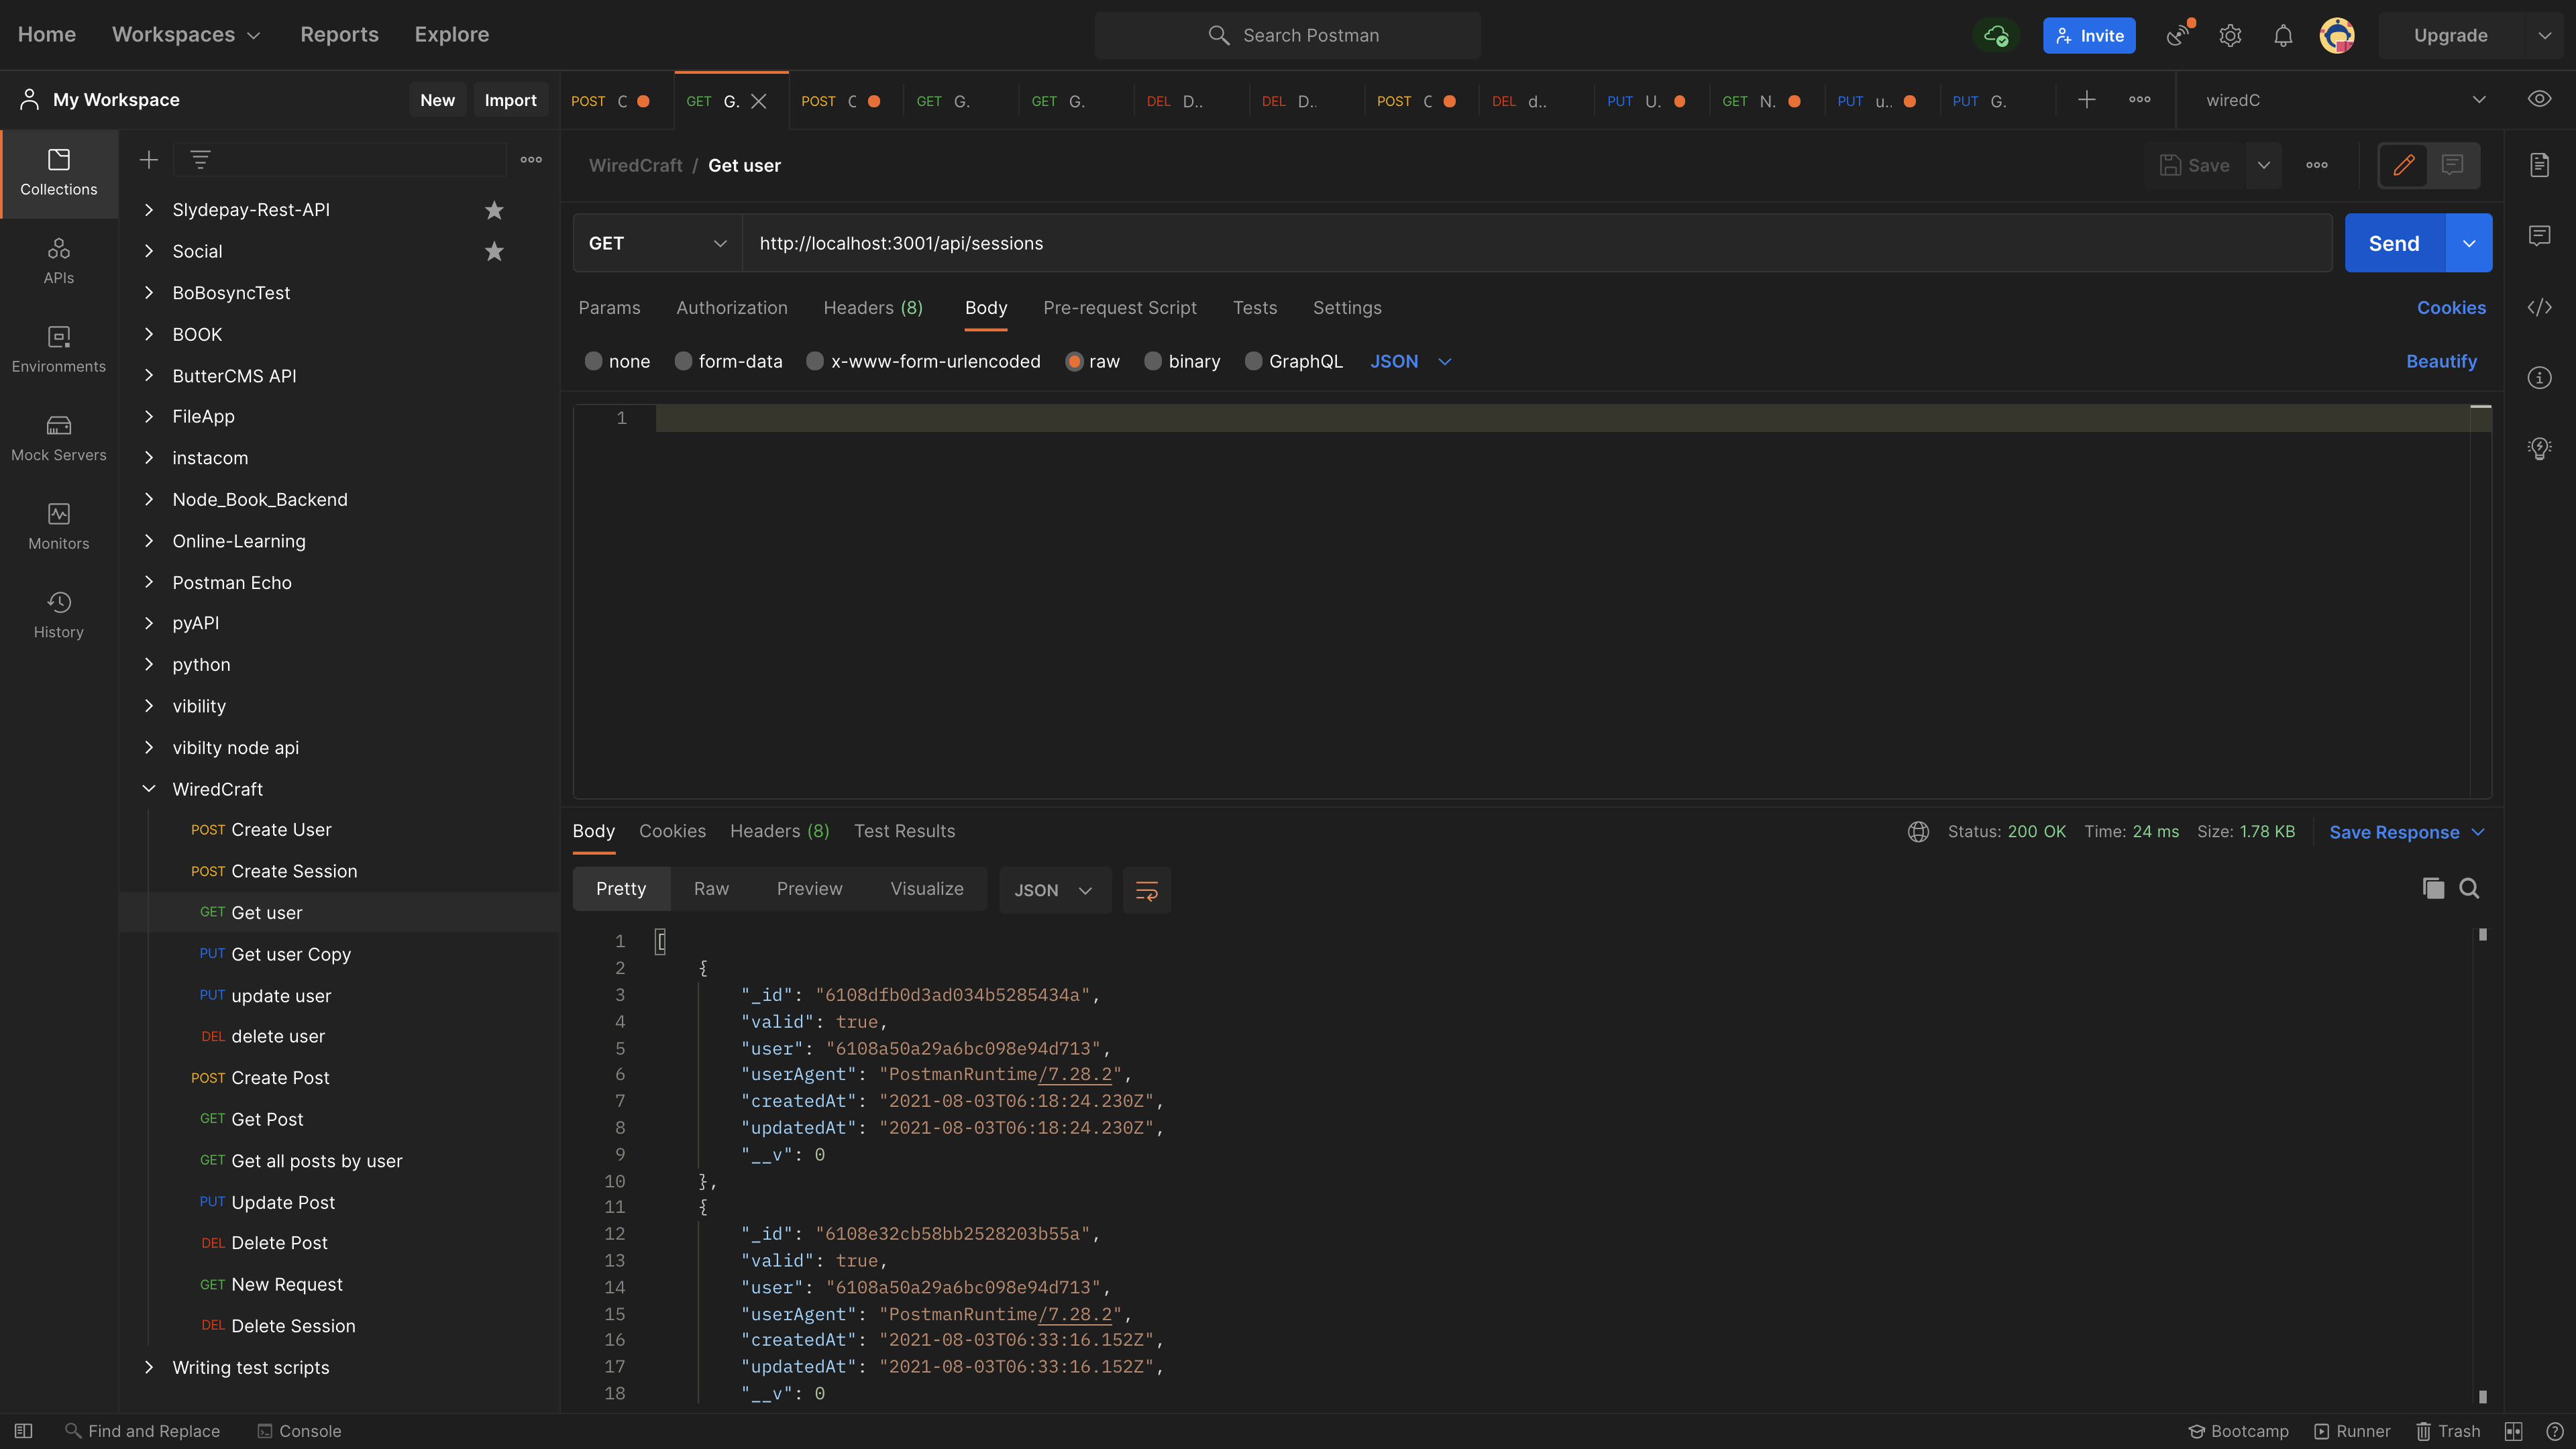 Home Workspaces Reports Explore Search Postman Invite Upgrade
My Workspace New Import POST C GET G. POST C GET G. GET G. DEL D.. DEL D.. POST C DEL d.. PUT U. GET N. PUT u.. PUT G. wiredC
Collections
APIs
Environments
Mock Servers
Monitors
History
Slydepay-Rest-API
Social
BoBosyncTest
BOOK
ButterCMS API
FileApp
instacom
Node_Book_Backend
Online-Learning
Postman Echo
pyAPI
python
vibility
vibilty node api
WiredCraft
POST Create User
POST Create Session
GET Get user
PUT Get user Copy
PUT update user
DEL delete user
POST Create Post
GET Get Post
GET Get all posts by user
PUT Update Post
DEL Delete Post
GET New Request
DEL Delete Session
Writing test scripts
WiredCraft / Get user Save
GET http://localhost:3001/api/sessions Send
Params Authorization Headers (8) Body Pre-request Script Tests Settings Cookies
none form-data x-www-form-urlencoded raw binary GraphQL JSON Beautify
1
Body Cookies Headers (8) Test Results Status: 200 OK Time: 24 ms Size: 1.78 KB Save Response
Pretty Raw Preview Visualize JSON
1 [
2 {
3 "_id": "6108dfb0d3ad034b5285434a",
4 "valid": true,
5 "user": "6108a50a29a6bc098e94d713",
6 "userAgent": "PostmanRuntime/7.28.2",
7 "createdAt": "2021-08-03T06:18:24.230Z",
8 "updatedAt": "2021-08-03T06:18:24.230Z",
9 "__v": 0
10 },
11 {
12 "_id": "6108e32cb58bb2528203b55a",
13 "valid": true,
14 "user": "6108a50a29a6bc098e94d713",
15 "userAgent": "PostmanRuntime/7.28.2",
16 "createdAt": "2021-08-03T06:33:16.152Z",
17 "updatedAt": "2021-08-03T06:33:16.152Z",
18 "__v": 0
Find and Replace Console Bootcamp Runner Trash